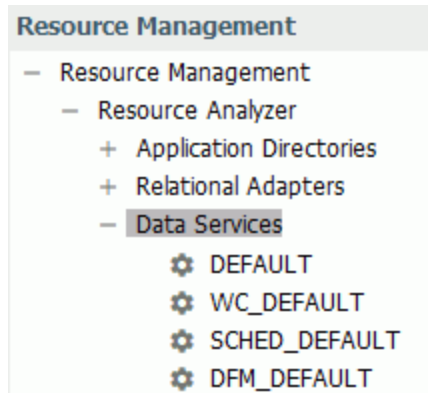 Resource Management
Resource Management
Resource Analyzer
Application Directories
Relational Adapters
Data Services
DEFAULT
WC_DEFAULT
SCHED_DEFAULT
DFM_DEFAULT